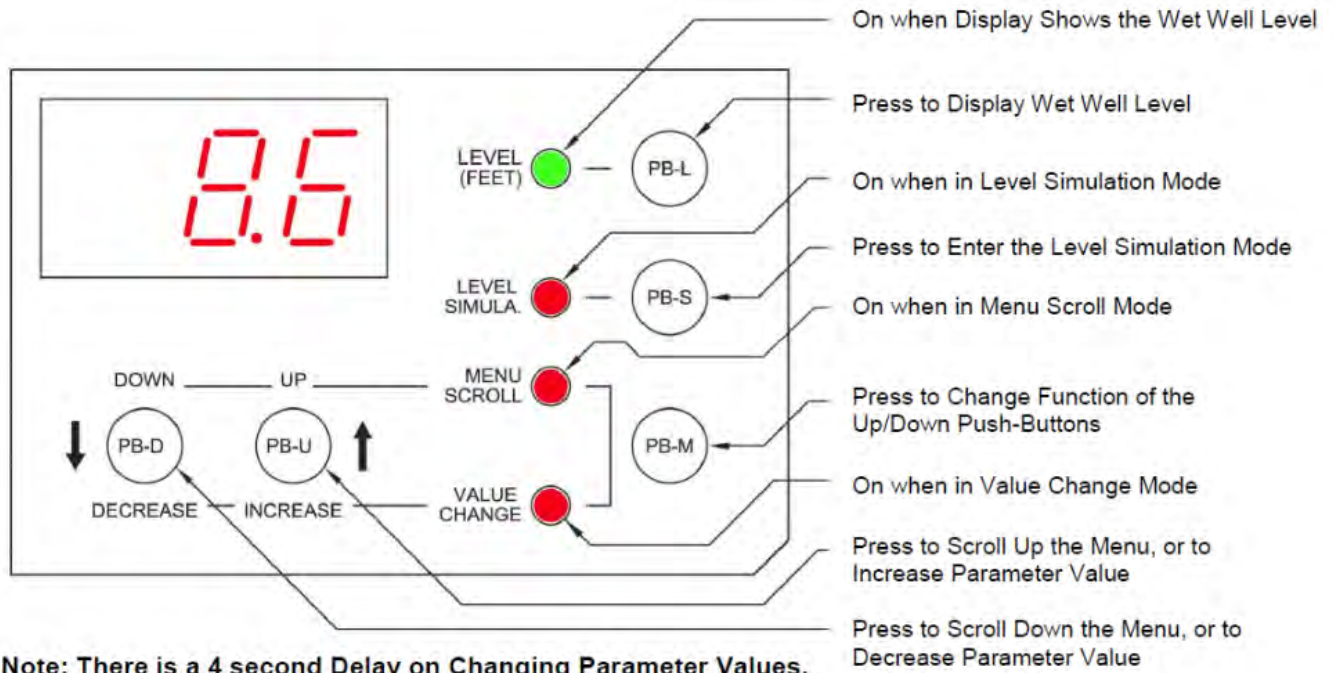 On when Display Shows the Wet Well Level
8.6
LEVEL
(FEET)
PB-L
Press to Display Wet Well Level
On when in Level Simulation Mode
LEVEL
SIMULA.
PB-S
Press to Enter the Level Simulation Mode
On when in Menu Scroll Mode
DOWN
UP
MENU
SCROLL
Press to Change Function of the
Up/Down Push-Buttons
PB-D
PB-U
PB-M
On when in Value Change Mode
DECREASE
INCREASE
VALUE
CHANGE
Press to Scroll Up the Menu, or to
Increase Parameter Value
Press to Scroll Down the Menu, or to
Decrease Parameter Value
Note: There is a 4 second Delay on Changing Parameter Values.